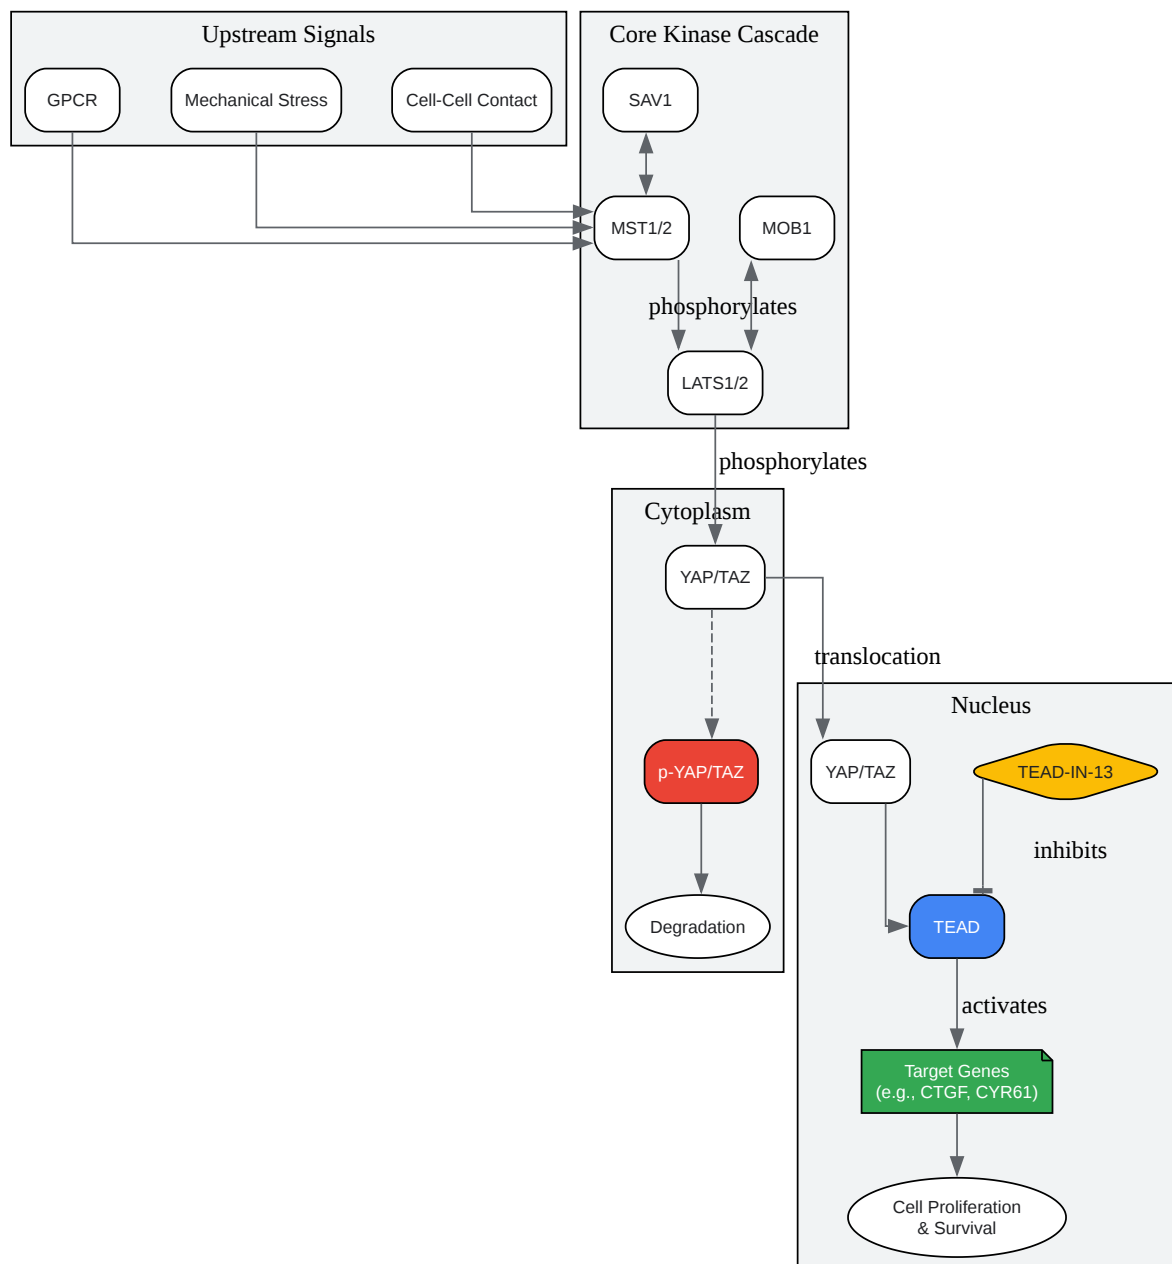 Upstream Signals
GPCR
Mechanical Stress
Cell-Cell Contact
Core Kinase Cascade
SAV1
MST1/2
MOB1
phosphorylates
LATS1/2
phosphorylates
Cytoplasm
YAP/TAZ
translocation
p-YAP/TAZ
Degradation
Nucleus
YAP/TAZ
TEAD-IN-13
inhibits
TEAD
activates
Target Genes
(e.g., CTGF, CYR61)
Cell Proliferation
& Survival